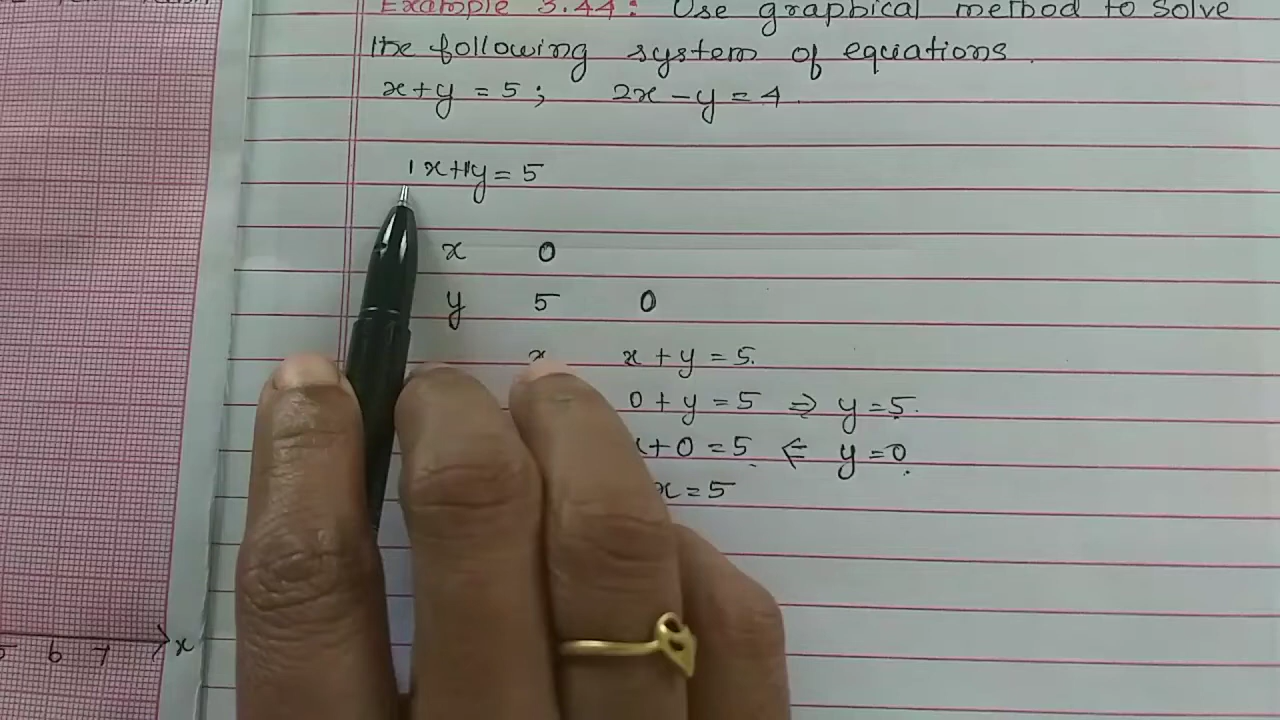 Example 3.44: Use graphical method to solve
the following system of equations.
x+y = 5; 2x - y = 4.
1x+1y = 5
x 0
y 5 0
x x + y = 5.
0 + y = 5 ⇒ y = 5.
x + 0 = 5 ⇐ y = 0
x = 5
5 6 7 x